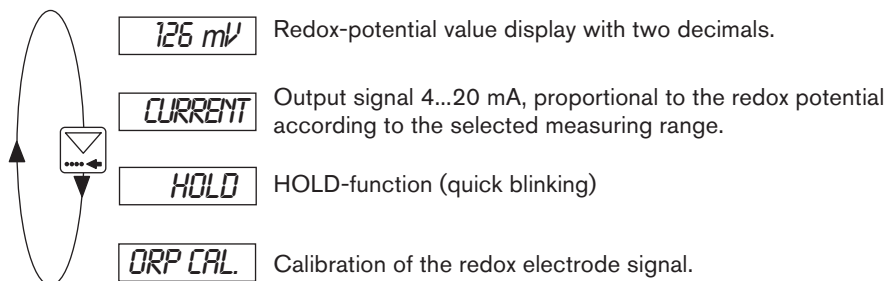 126 mV
Redox-potential value display with two decimals.
CURRENT
Output signal 4...20 mA, proportional to the redox potential
according to the selected measuring range.
HOLD
HOLD-function (quick blinking)
ORP CAL.
Calibration of the redox electrode signal.